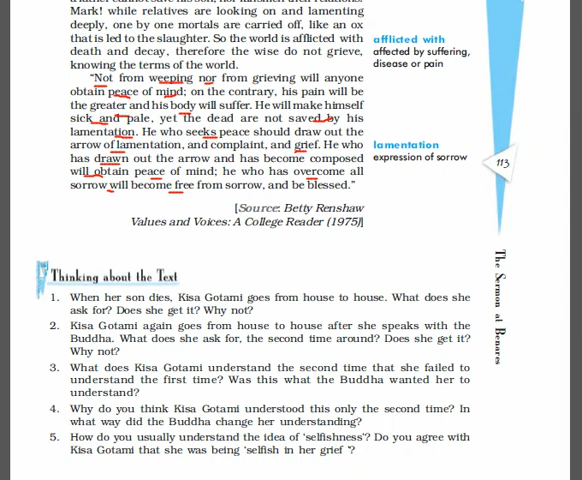 Mark! while relatives are looking on and lamenting
deeply, one by one mortals are carried off, like an ox
that is led to the slaughter. So the world is afflicted with
death and decay, therefore the wise do not grieve,
knowing the terms of the world.
“Not from weeping nor from grieving will anyone
obtain peace of mind; on the contrary, his pain will be
the greater and his body will suffer. He will make himself
sick and pale, yet the dead are not saved by his
lamentation. He who seeks peace should draw out the
arrow of lamentation, and complaint, and grief. He who
has drawn out the arrow and has become composed
will obtain peace of mind; he who has overcome all
sorrow will become free from sorrow, and be blessed.”
[Source: Betty Renshaw
Values and Voices: A College Reader (1975)]
afflicted with
affected by suffering,
disease or pain
lamentation
expression of sorrow
113
The Sermon at Benares
Thinking about the Text
1. When her son dies, Kisa Gotami goes from house to house. What does she
ask for? Does she get it? Why not?
2. Kisa Gotami again goes from house to house after she speaks with the
Buddha. What does she ask for, the second time around? Does she get it?
Why not?
3. What does Kisa Gotami understand the second time that she failed to
understand the first time? Was this what the Buddha wanted her to
understand?
4. Why do you think Kisa Gotami understood this only the second time? In
what way did the Buddha change her understanding?
5. How do you usually understand the idea of ‘selfishness’? Do you agree with
Kisa Gotami that she was being ‘selfish in her grief ’?